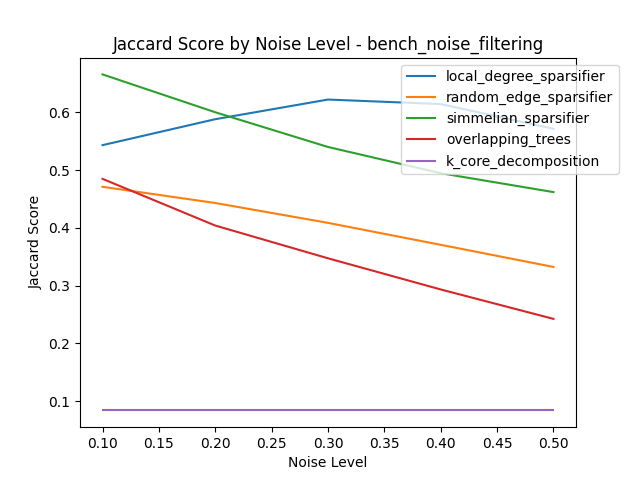 Jaccard Score by Noise Level - bench_noise_filtering
local_degree_sparsifier
random_edge_sparsifier
simmelian_sparsifier
overlapping_trees
k_core_decomposition
Jaccard Score
0.6
0.5
0.4
0.3
0.2
0.1
0.10 0.15 0.20 0.25 0.30 0.35 0.40 0.45 0.50
Noise Level